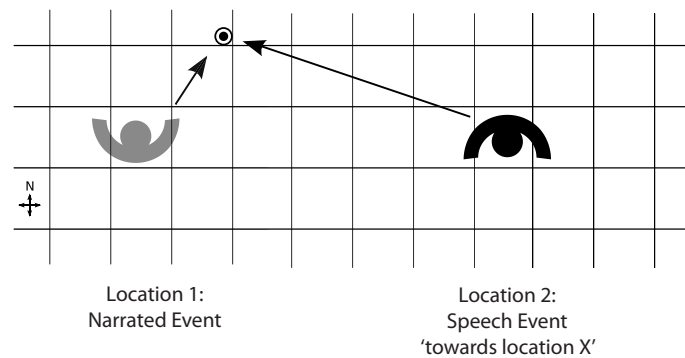 N
Location 1:
Narrated Event
Location 2:
Speech Event
‘towards location X’